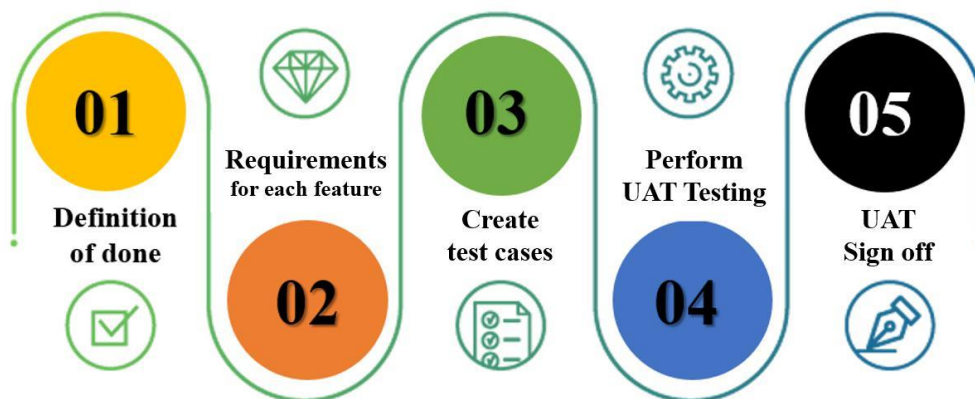 01
Definition
of done
Requirements
for each feature
02
03
Create
test cases
Perform
UAT Testing
04
05
UAT
Sign off